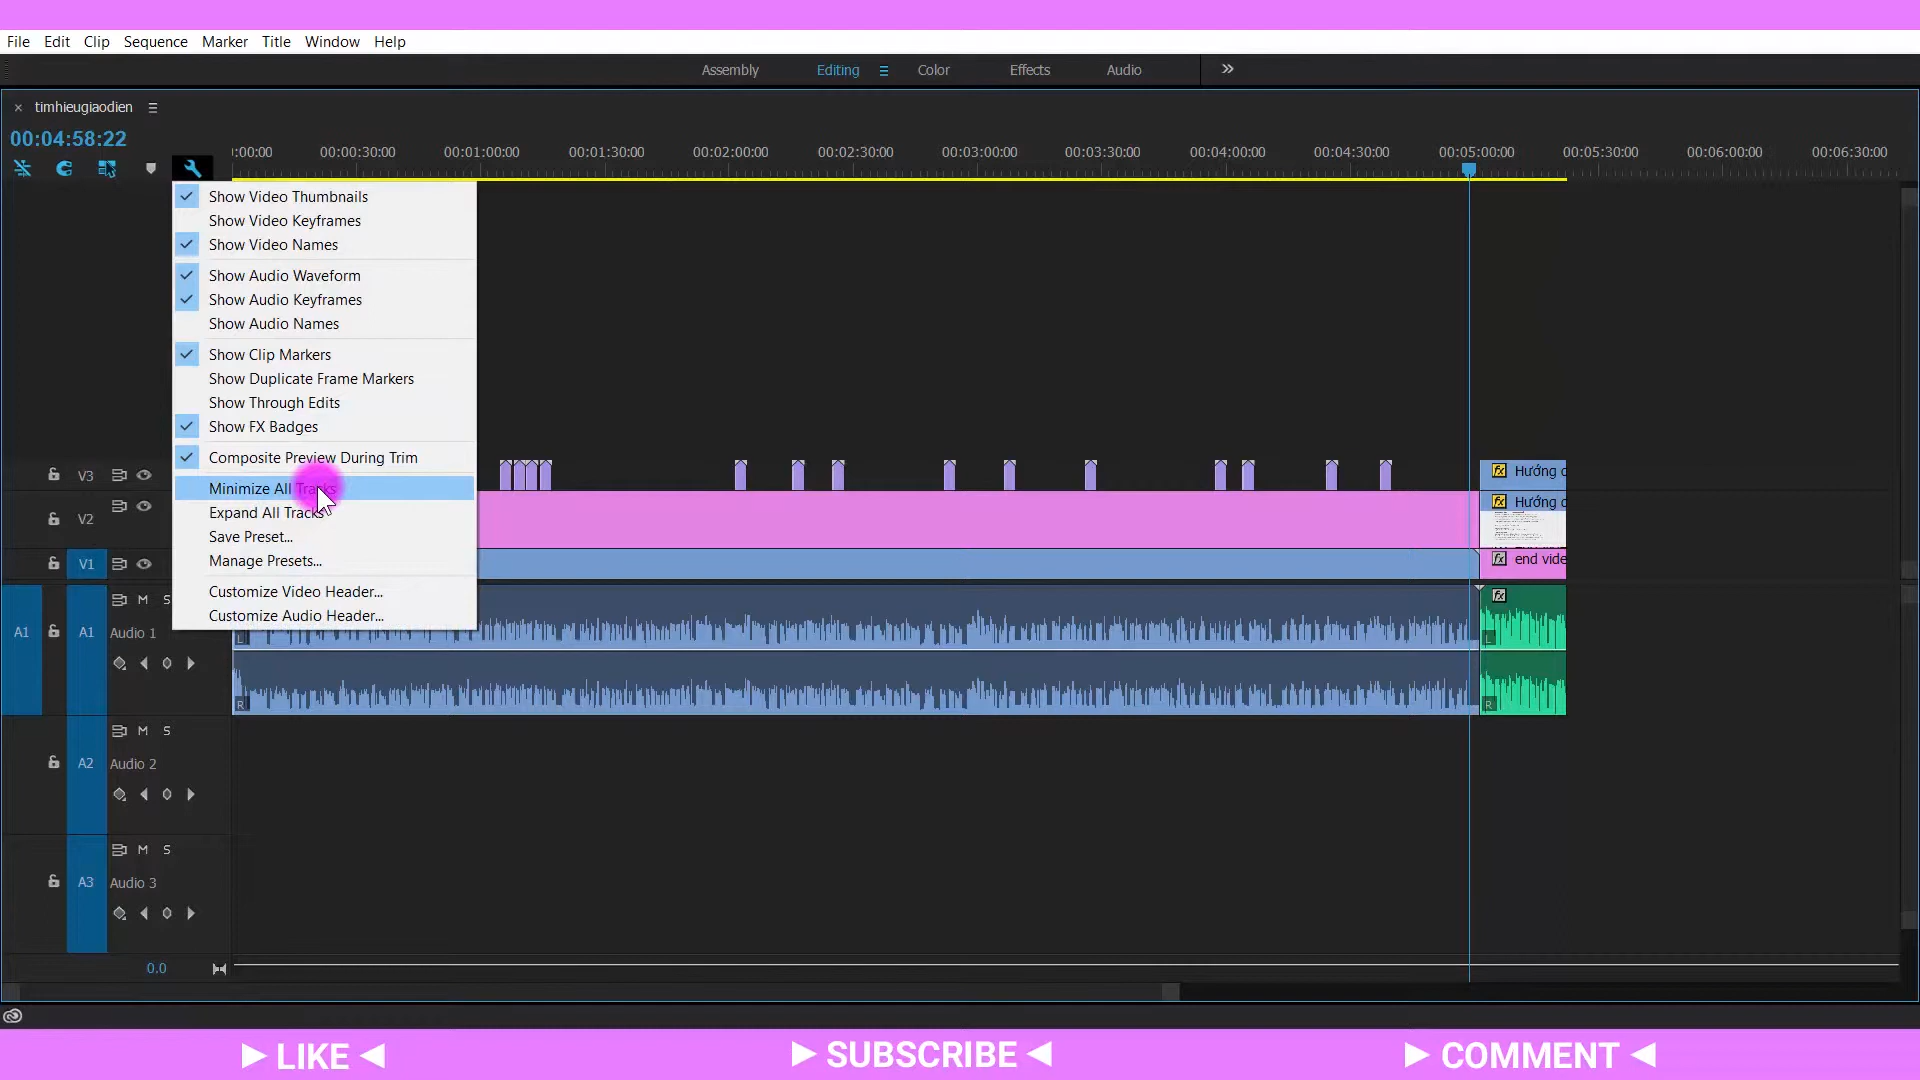 File Edit Clip Sequence Marker Title Window Help
Assembly Editing Color Effects Audio
timhieugiaodien
00:04:58:22
:00:00 00:00:30:00 00:01:00:00 00:01:30:00 00:02:00:00 00:02:30:00 00:03:00:00 00:03:30:00 00:04:00:00 00:04:30:00 00:05:00:00 00:05:30:00 00:06:00:00 00:06:30:00
Show Video Thumbnails
Show Video Keyframes
Show Video Names
Show Audio Waveform
Show Audio Keyframes
Show Audio Names
Show Clip Markers
Show Duplicate Frame Markers
Show Through Edits
Show FX Badges
Composite Preview During Trim
Minimize All Tracks
Expand All Tracks
Save Preset...
Manage Presets...
Customize Video Header...
Customize Audio Header...
V3 fx Hướng d
V2 fx Hướng d
V1 fx end vide
A1 A1 M S Audio 1 fx
L L
R R
A2 M S Audio 2
A3 M S Audio 3
0.0
LIKE SUBSCRIBE COMMENT